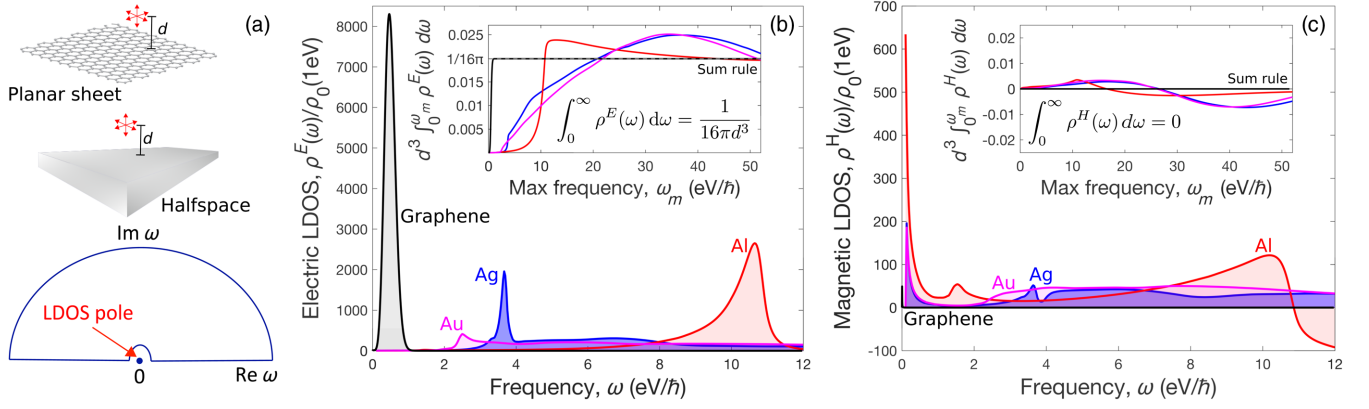 (a)
d
Planar sheet
d
Halfspace
Im ω
LDOS pole
0
Re ω
(b)
Electric LDOS, ρ^E(ω)/ρ_0(1eV)
8000
7000
6000
5000
4000
3000
2000
1000
0
0 2 4 6 8 10 12
Frequency, ω (eV/ħ)
Graphene
Au
Ag
Al
d^3 ∫_0^ω_m ρ^E(ω) dω
0.025
1/16π
0.015
0.01
0.005
0 10 20 30 40 50
Max frequency, ω_m (eV/ħ)
Sum rule
∫_0^∞ ρ^E(ω) dω = 1/(16πd^3)
(c)
Magnetic LDOS, ρ^H(ω)/ρ_0(1eV)
700
600
500
400
300
200
100
0
-100
0 2 4 6 8 10 12
Frequency, ω (eV/ħ)
Graphene
Au
Ag
Al
d^3 ∫_0^ω_m ρ^H(ω) dω
0.02
0.01
0
-0.01
-0.02
0 10 20 30 40 50
Max frequency, ω_m (eV/ħ)
Sum rule
∫_0^∞ ρ^H(ω) dω = 0